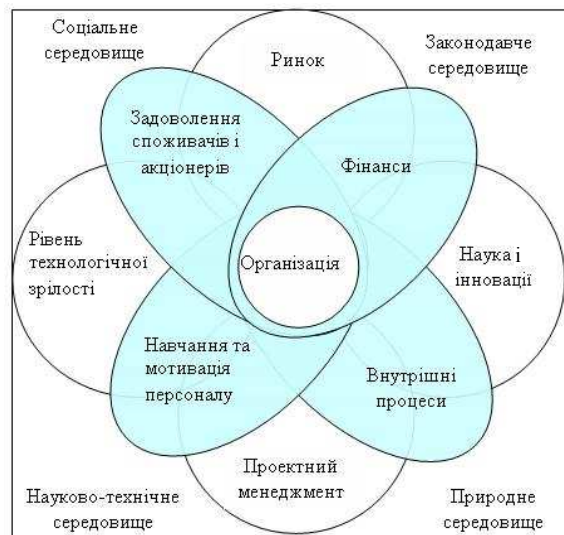 Соціальне
середовище
Ринок
Законодавче
середовище
Задоволення
споживачів і
акціонерів
Фінанси
Рівень
технологічної
зрілості
Організація
Наука і
інновації
Навчання та
мотивація
персоналу
Внутрішні
процеси
Проектний
менеджмент
Науково-технічне
середовище
Природне
середовище